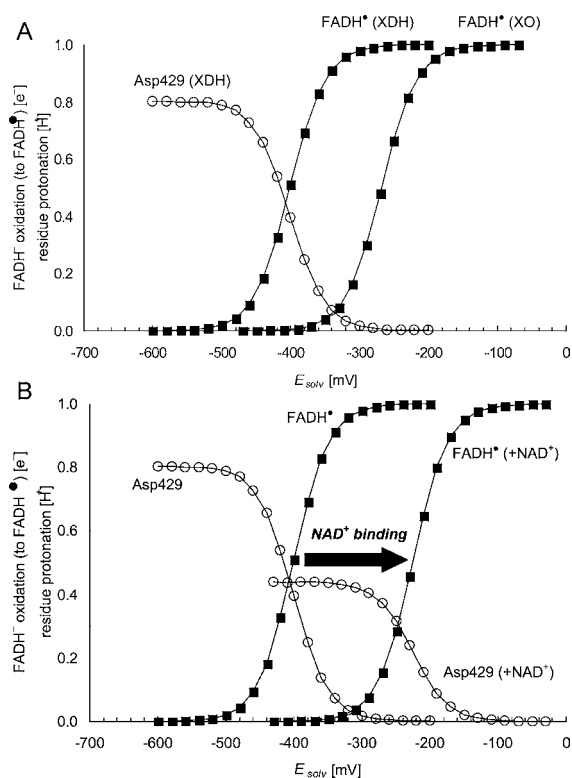 A
FADH● (XDH) FADH● (XO)
Asp429 (XDH)
FADH⁻ oxidation (to FADH●) [e⁻]
residue protonation [H⁺]
1.0
0.8
0.6
0.4
0.2
0.0
-700 -600 -500 -400 -300 -200 -100 0
E solv [mV]
B
FADH●
FADH● (+NAD⁺)
Asp429
NAD⁺ binding
Asp429 (+NAD⁺)
FADH⁻ oxidation (to FADH●) [e⁻]
residue protonation [H⁺]
1.0
0.8
0.6
0.4
0.2
0.0
-700 -600 -500 -400 -300 -200 -100 0
E solv [mV]